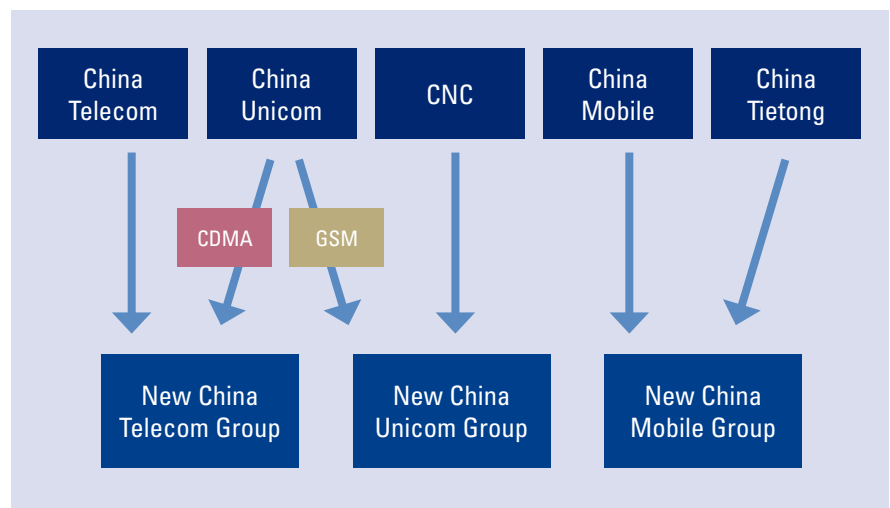 China
Telecom
China
Unicom
CNC
China
Mobile
China
Tietong
CDMA
GSM
New China
Telecom Group
New China
Unicom Group
New China
Mobile Group